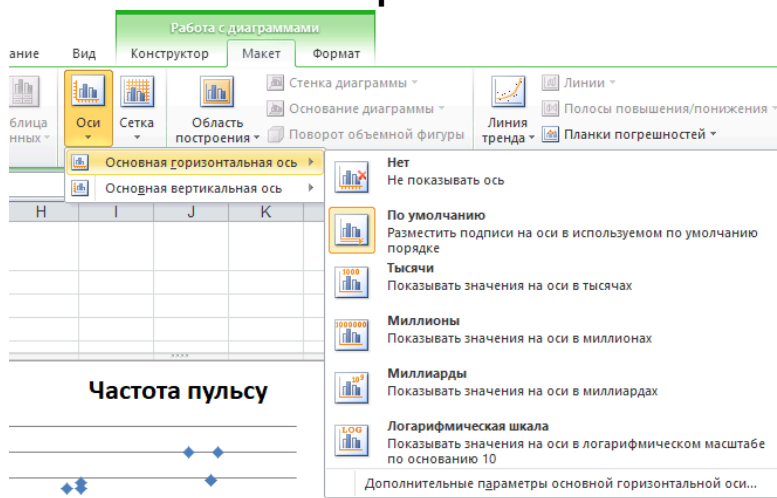 Работа с диаграммами
ание Вид Конструктор Макет Формат
Стенка диаграммы
Линии
Основание диаграммы
Полосы повышения/понижения
блица
нных
Оси
Сетка
Область
построения
Поворот объемной фигуры
Линия
тренда
Планки погрешностей
Основная горизонтальная ось
Основная вертикальная ось
Нет
Не показывать ось
По умолчанию
Разместить подписи на оси в используемом по умолчанию
порядке
1000
Тысячи
Показывать значения на оси в тысячах
1000000
Миллионы
Показывать значения на оси в миллионах
10⁹
Миллиарды
Показывать значения на оси в миллиардах
LOG
Логарифмическая шкала
Показывать значения на оси в логарифмическом масштабе
по основанию 10
Дополнительные параметры основной горизонтальной оси...
H I J K
Частота пульсу